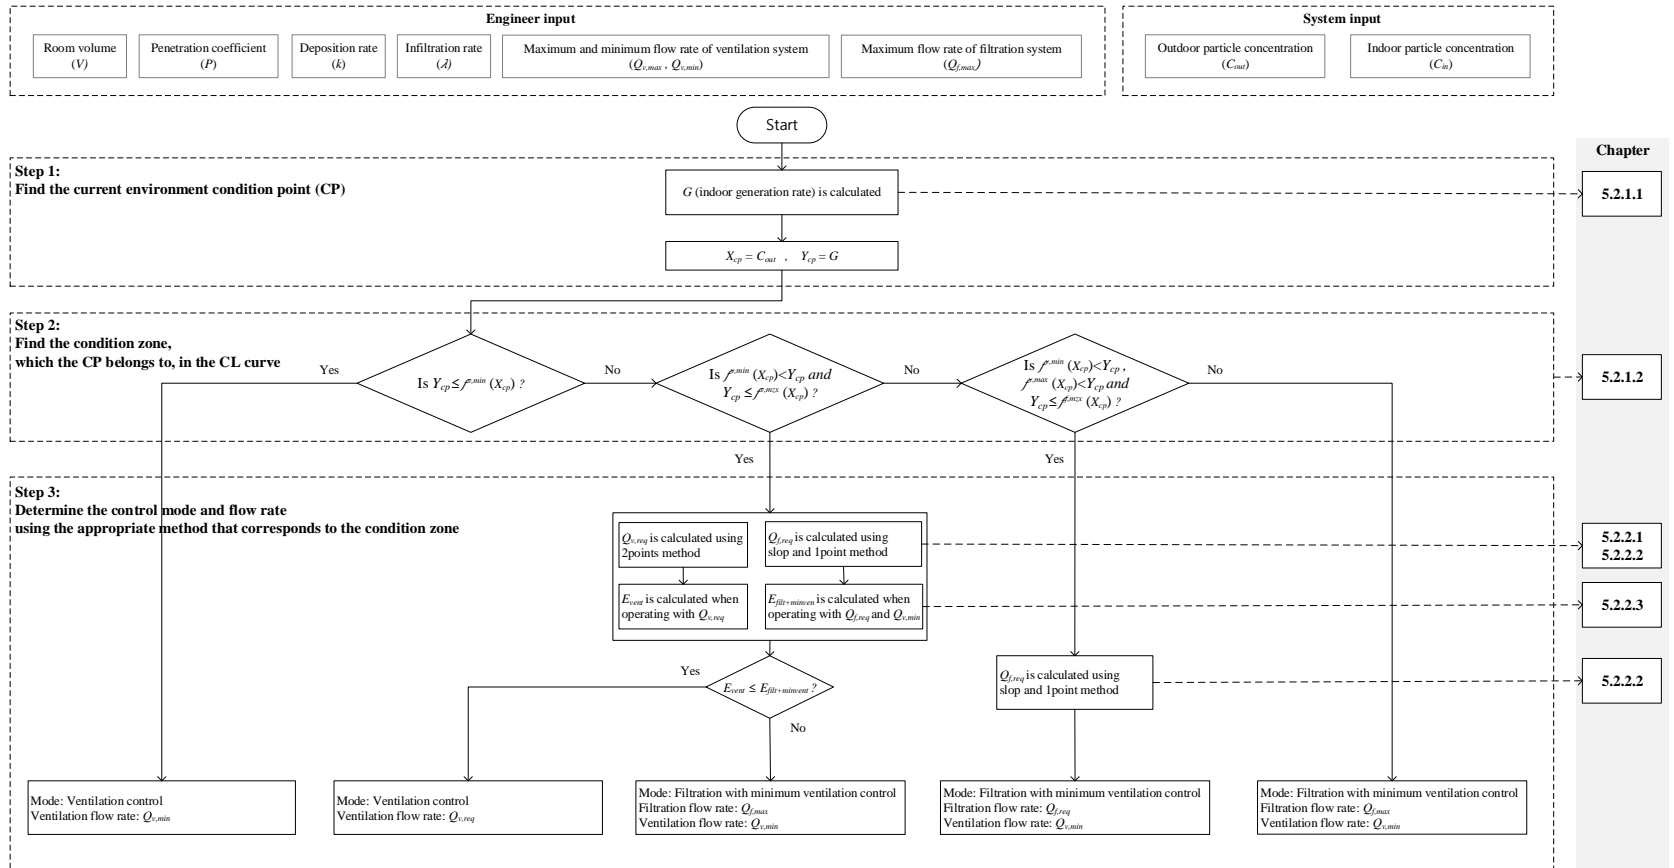 Engineer input
Room volume
(V)
Penetration coefficient
(P)
Deposition rate
(k)
Infiltration rate
(λ)
Maximum and minimum flow rate of ventilation system
(Qv,max , Qv,min)
Maximum flow rate of filtration system
(Qf,max)
System input
Outdoor particle concentration
(Cout)
Indoor particle concentration
(Cin)
Start
Chapter
Step 1:
Find the current environment condition point (CP)
G (indoor generation rate) is calculated
5.2.1.1
Xcp = Cout , Ycp = G
Step 2:
Find the condition zone,
which the CP belongs to, in the CL curve
Yes
Is Ycp ≤ fv,min (Xcp) ?
No
Is fv,min (Xcp)<Ycp and
Ycp ≤ fv,mzx (Xcp) ?
No
Is fv,min (Xcp)<Ycp ,
fv,max (Xcp)<Ycp and
Ycp ≤ ff,mzx (Xcp) ?
No
5.2.1.2
Yes
Yes
Step 3:
Determine the control mode and flow rate
using the appropriate method that corresponds to the condition zone
Qv,req is calculated using
2points method
Qf,req is calculated using
slop and 1point method
5.2.2.1
5.2.2.2
Event is calculated when
operating with Qv,req
Efilt+minven is calculated when
operating with Qf,req and Qv,min
5.2.2.3
Yes
Event ≤ Efilt+minvent ?
No
Qf,req is calculated using
slop and 1point method
5.2.2.2
Mode: Ventilation control
Ventilation flow rate: Qv,min
Mode: Ventilation control
Ventilation flow rate: Qv,req
Mode: Filtration with minimum ventilation control
Filtration flow rate: Qf,max
Ventilation flow rate: Qv,min
Mode: Filtration with minimum ventilation control
Filtration flow rate: Qf,req
Ventilation flow rate: Qv,min
Mode: Filtration with minimum ventilation control
Filtration flow rate: Qf,max
Ventilation flow rate: Qv,min